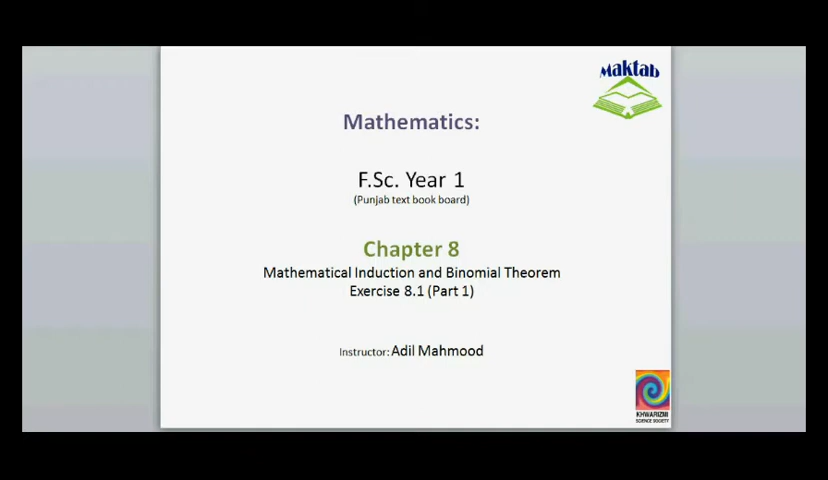 Maktab
Mathematics:
F.Sc. Year 1
(Punjab text book board)
Chapter 8
Mathematical Induction and Binomial Theorem
Exercise 8.1 (Part 1)
Instructor: Adil Mahmood
KHWARIZMI
SCIENCE SOCIETY